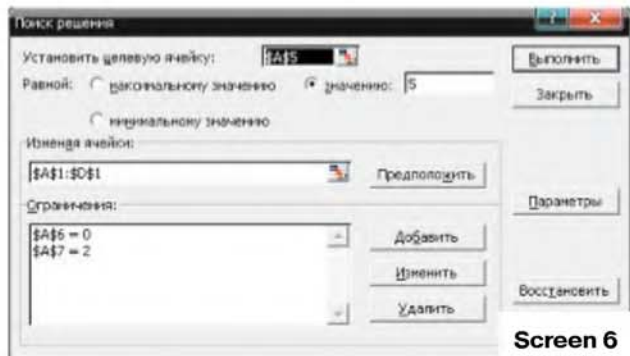 Поиск решения
Установить целевую ячейку: $A$5
Выполнить
Равной: максимальному значению значению: 5
Закрыть
минимальному значению
Изменяя ячейки:
$A$1:$D$1
Предположить
Ограничения:
Параметры
$A$6 = 0
$A$7 = 2
Добавить
Изменить
Удалить
Восстановить
Screen 6